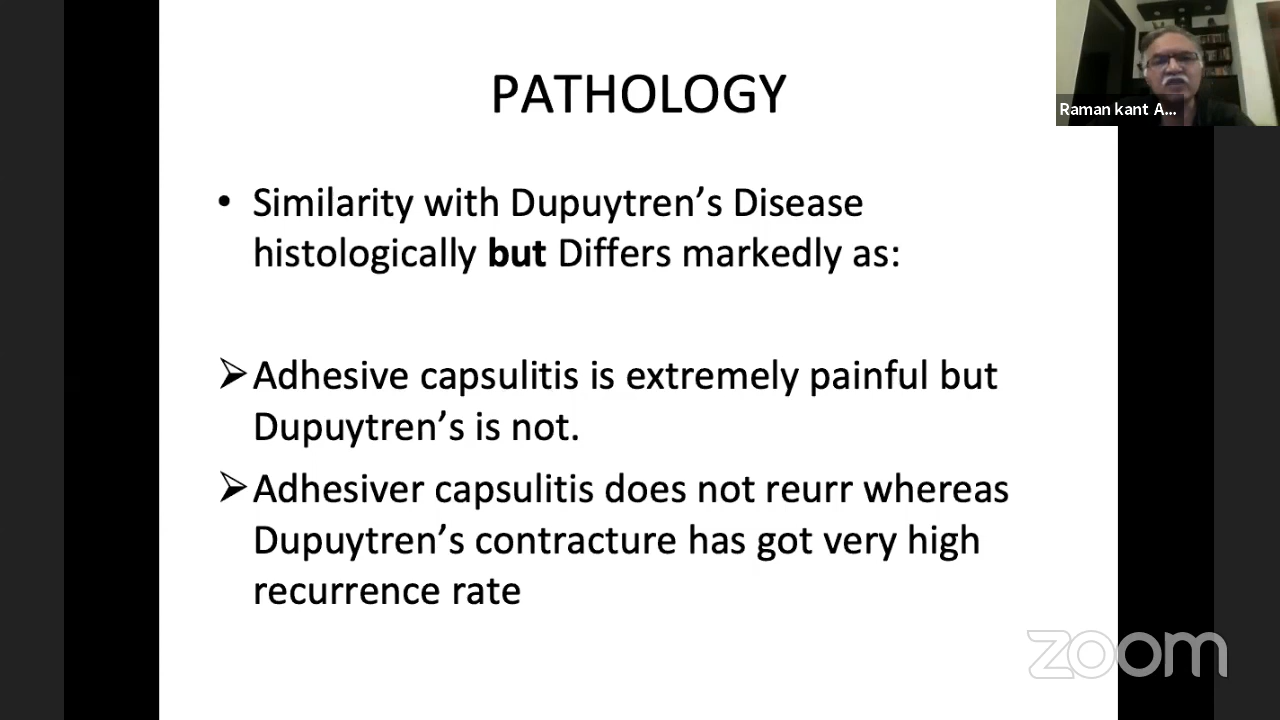 PATHOLOGY
Raman kant A...
• Similarity with Dupuytren’s Disease
histologically but Differs markedly as:
➢Adhesive capsulitis is extremely painful but
Dupuytren’s is not.
➢Adhesiver capsulitis does not reurr whereas
Dupuytren’s contracture has got very high
recurrence rate
zoom